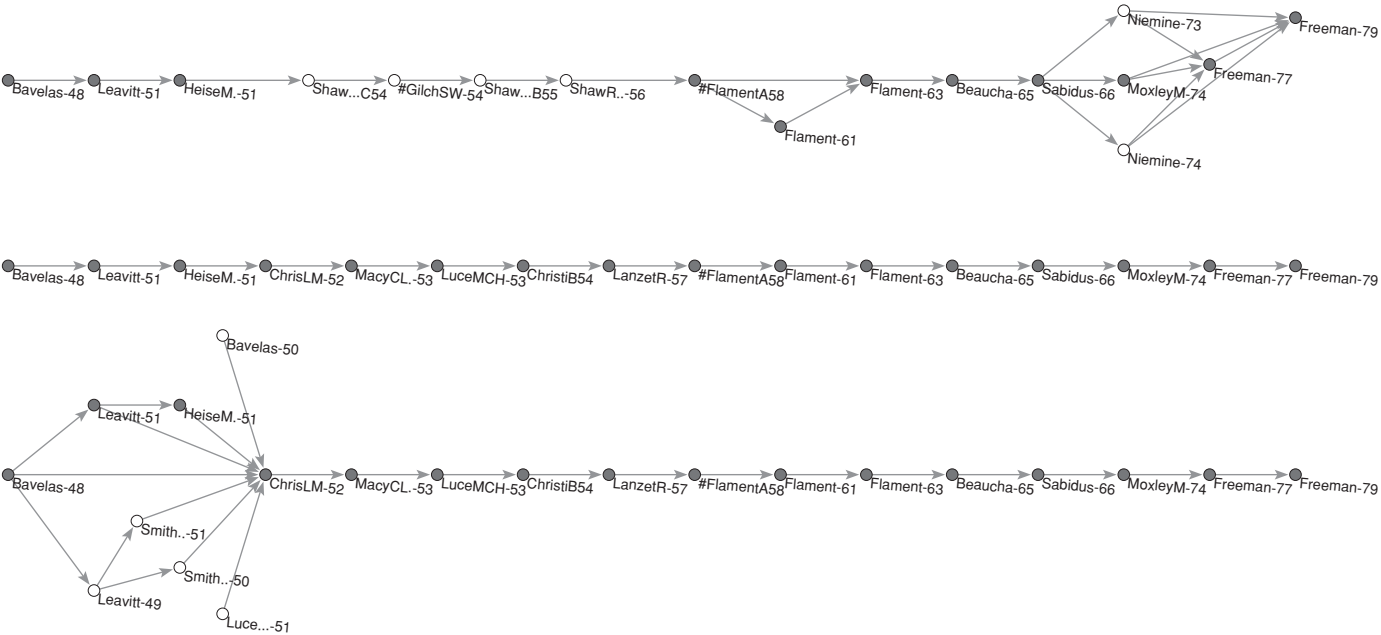 Niemine-73
Freeman-79
Bavelas-48 Leavitt-51 HeiseM.-51 Shaw...C54 #GilchSW-54 Shaw...B55 ShawR..-56 #FlamentA58 Flament-63 Beaucha-65 Sabidus-66 MoxleyM-74 Freeman-77
Flament-61
Niemine-74
Bavelas-48 Leavitt-51 HeiseM.-51 ChrisLM-52 MacyCL.-53 LuceMCH-53 ChristiB54 LanzetR-57 #FlamentA58 Flament-61 Flament-63 Beaucha-65 Sabidus-66 MoxleyM-74 Freeman-77 Freeman-79
Bavelas-50
Leavitt-51 HeiseM.-51
Bavelas-48 ChrisLM-52 MacyCL.-53 LuceMCH-53 ChristiB54 LanzetR-57 #FlamentA58 Flament-61 Flament-63 Beaucha-65 Sabidus-66 MoxleyM-74 Freeman-77 Freeman-79
Smith..-51
Smith..-50
Leavitt-49
Luce...-51